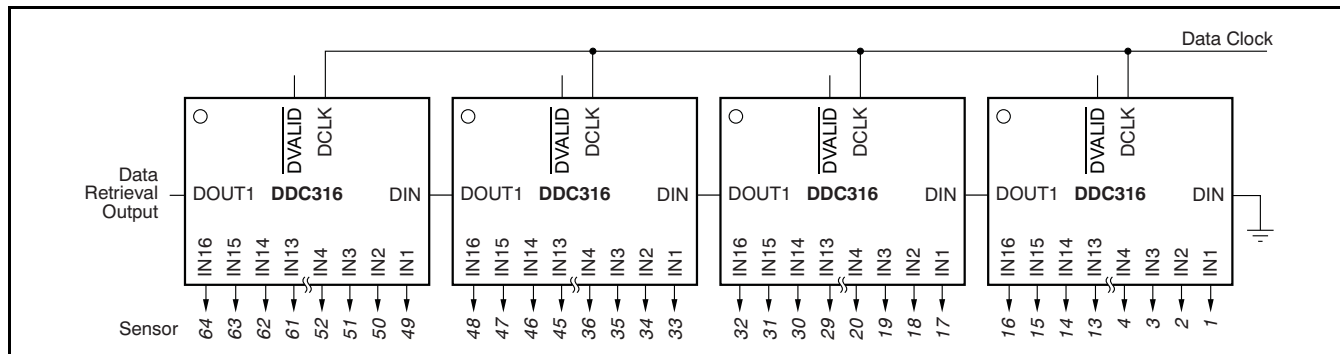 Data Clock
DVALID DCLK DVALID DCLK DVALID DCLK DVALID DCLK
Data
Retrieval
Output
DOUT1 DDC316 DIN DOUT1 DDC316 DIN DOUT1 DDC316 DIN DOUT1 DDC316 DIN
IN16 IN15 IN14 IN13 IN4 IN3 IN2 IN1 IN16 IN15 IN14 IN13 IN4 IN3 IN2 IN1 IN16 IN15 IN14 IN13 IN4 IN3 IN2 IN1 IN16 IN15 IN14 IN13 IN4 IN3 IN2 IN1
Sensor 64 63 62 61 52 51 50 49 48 47 46 45 36 35 34 33 32 31 30 29 20 19 18 17 16 15 14 13 4 3 2 1